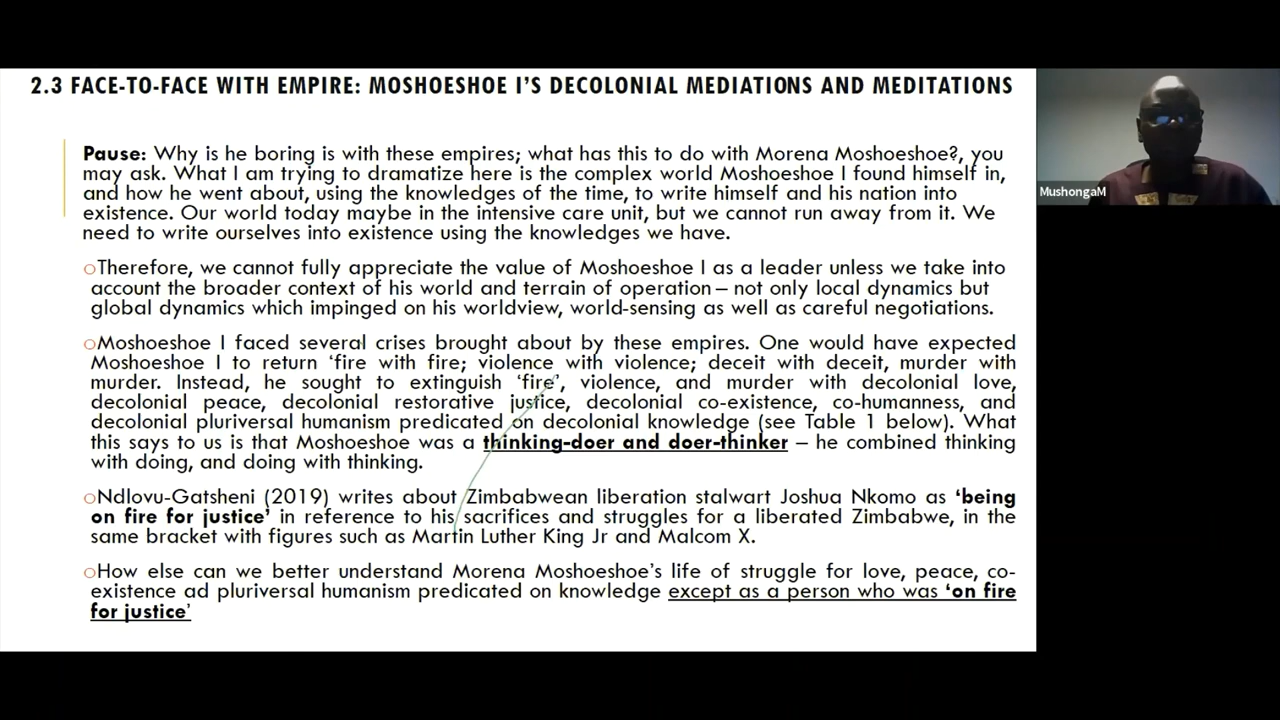 2.3 FACE-TO-FACE WITH EMPIRE: MOSHOESHOE I'S DECOLONIAL MEDIATIONS AND MEDITATIONS
Pause: Why is he boring is with these empires; what has this to do with Morena Moshoeshoe?, you
may ask. What I am trying to dramatize here is the complex world Moshoeshoe I found himself in,
and how he went about, using the knowledges of the time, to write himself and his nation into
existence. Our world today maybe in the intensive care unit, but we cannot run away from it. We
need to write ourselves into existence using the knowledges we have.
oTherefore, we cannot fully appreciate the value of Moshoeshoe I as a leader unless we take into
account the broader context of his world and terrain of operation – not only local dynamics but
global dynamics which impinged on his worldview, world-sensing as well as careful negotiations.
oMoshoeshoe I faced several crises brought about by these empires. One would have expected
Moshoeshoe I to return 'fire with fire; violence with violence; deceit with deceit, murder with
murder. Instead, he sought to extinguish 'fire', violence, and murder with decolonial love,
decolonial peace, decolonial restorative justice, decolonial co-existence, co-humanness, and
decolonial pluriversal humanism predicated on decolonial knowledge (see Table 1 below). What
this says to us is that Moshoeshoe was a thinking-doer and doer-thinker – he combined thinking
with doing, and doing with thinking.
oNdlovu-Gatsheni (2019) writes about Zimbabwean liberation stalwart Joshua Nkomo as 'being
on fire for justice' in reference to his sacrifices and struggles for a liberated Zimbabwe, in the
same bracket with figures such as Martin Luther King Jr and Malcom X.
oHow else can we better understand Morena Moshoeshoe's life of struggle for love, peace, co-
existence ad pluriversal humanism predicated on knowledge except as a person who was 'on fire
for justice'
MushongaM